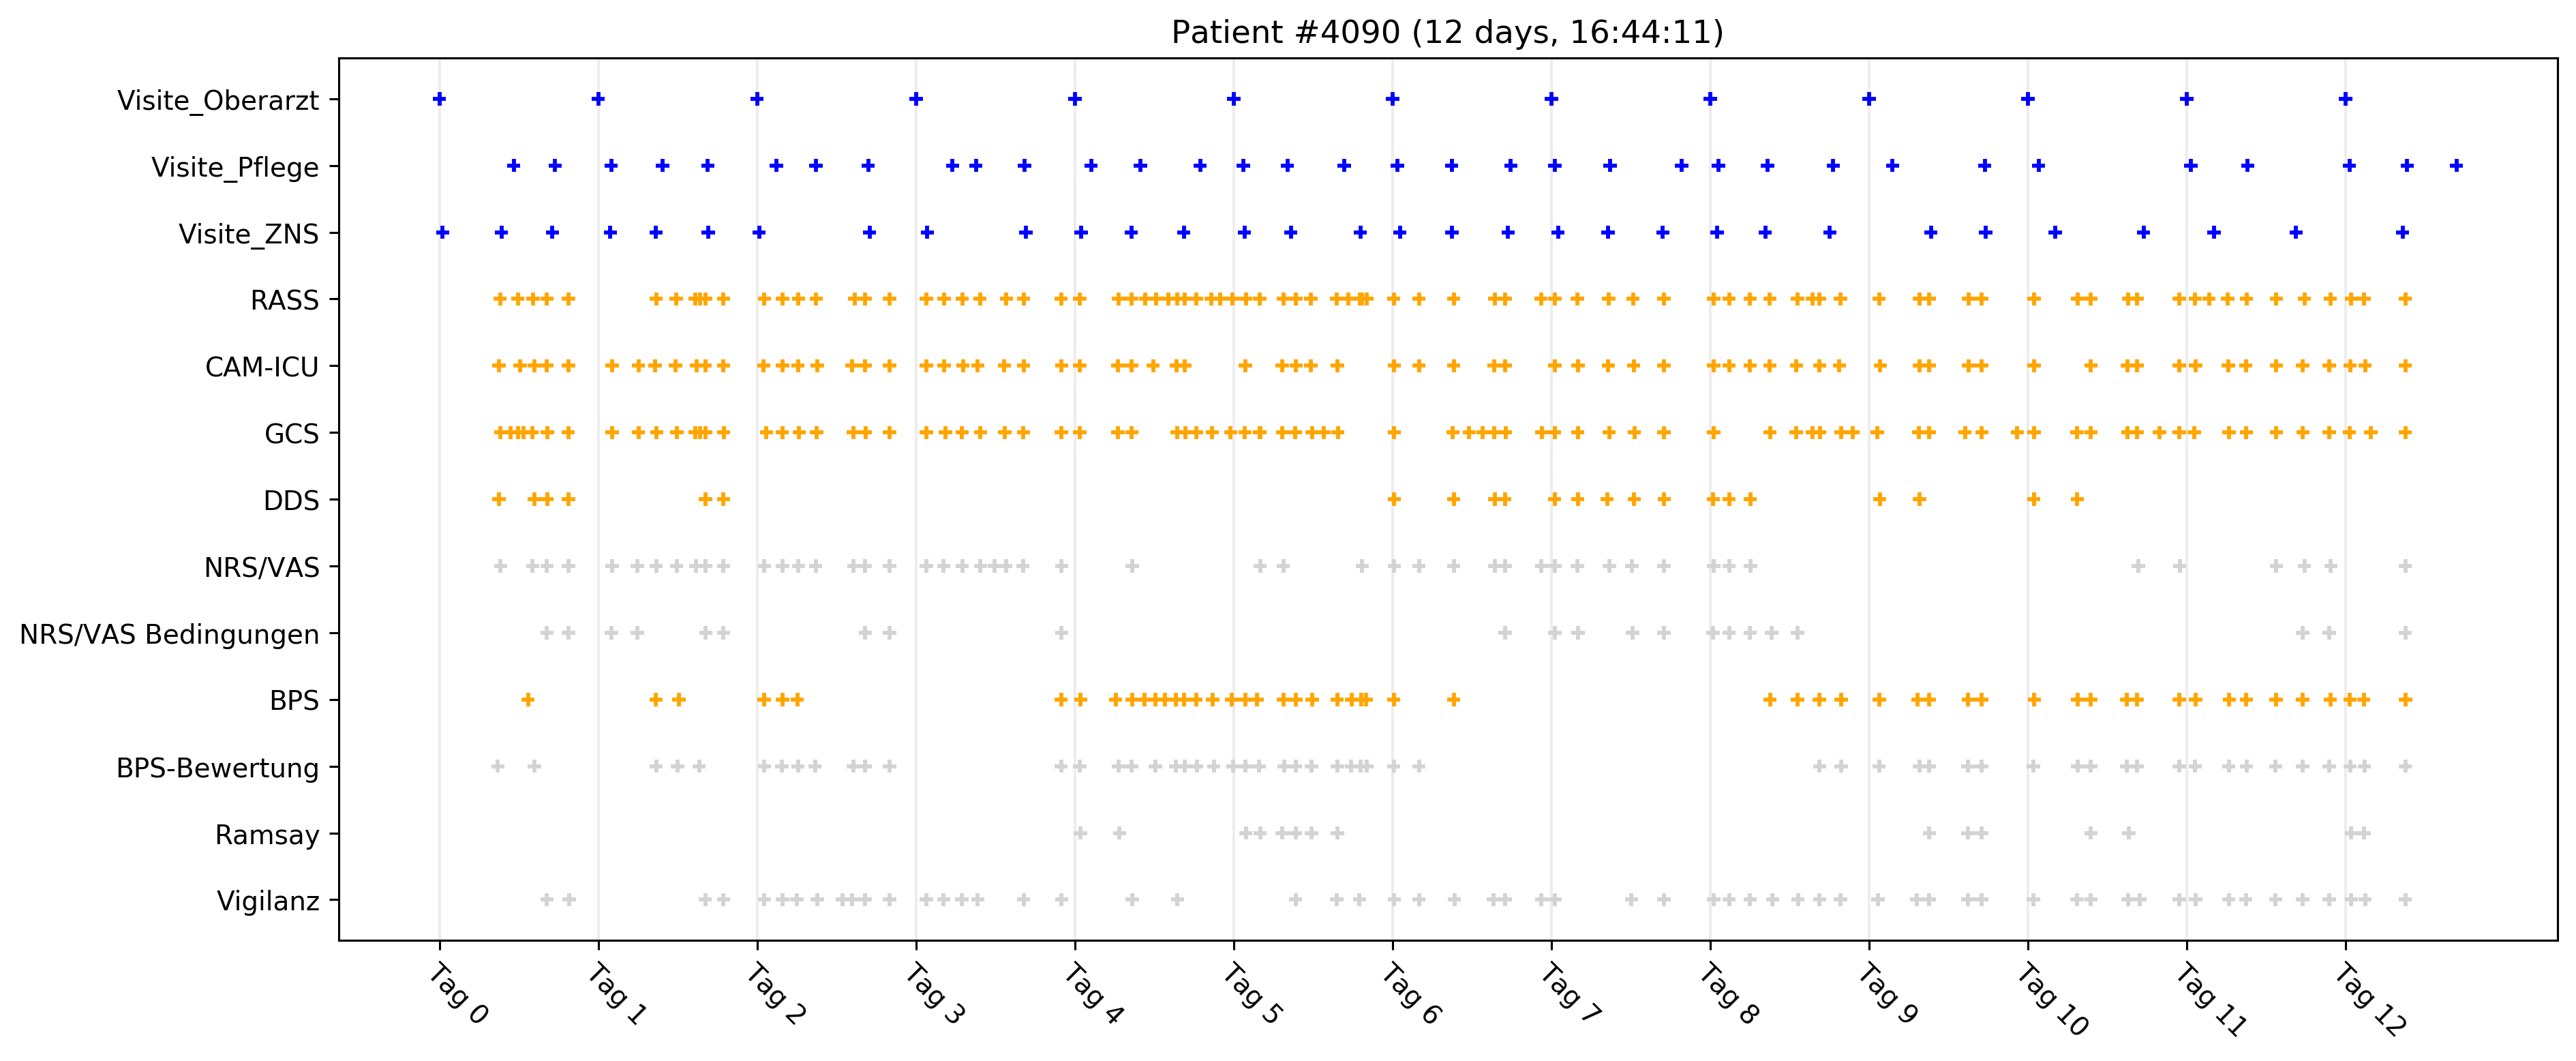 Patient #4090 (12 days, 16:44:11)
Visite_Oberarzt
Visite_Pflege
Visite_ZNS
RASS
CAM-ICU
GCS
DDS
NRS/VAS
NRS/VAS Bedingungen
BPS
BPS-Bewertung
Ramsay
Vigilanz
Tag 0
Tag 1
Tag 2
Tag 3
Tag 4
Tag 5
Tag 6
Tag 7
Tag 8
Tag 9
Tag 10
Tag 11
Tag 12